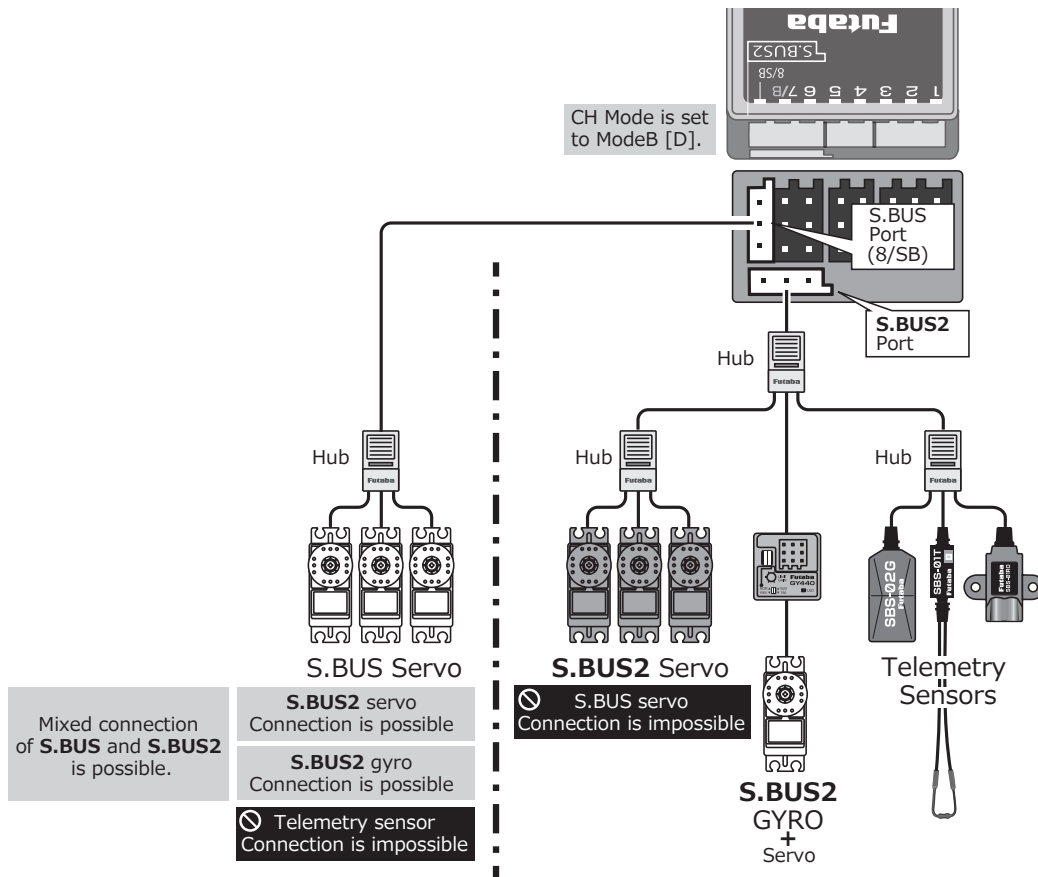 Futaba
S.BUS2
8/SB
7/B 6 5 4 3 2 1
CH Mode is set
to ModeB [D].
S.BUS
Port
(8/SB)
S.BUS2
Port
Hub
Futaba
Hub
Futaba
Hub
Futaba
Hub
Futaba
Futaba
GY440
SBS-02G
Futaba
SBS-01T
Futaba
Futaba
SBS-01RO
S.BUS Servo
S.BUS2 Servo
Telemetry
Sensors
Mixed connection
of S.BUS and S.BUS2
is possible.
S.BUS2 servo
Connection is possible
S.BUS2 gyro
Connection is possible
Telemetry sensor
Connection is impossible
S.BUS servo
Connection is impossible
S.BUS2
GYRO
+
Servo